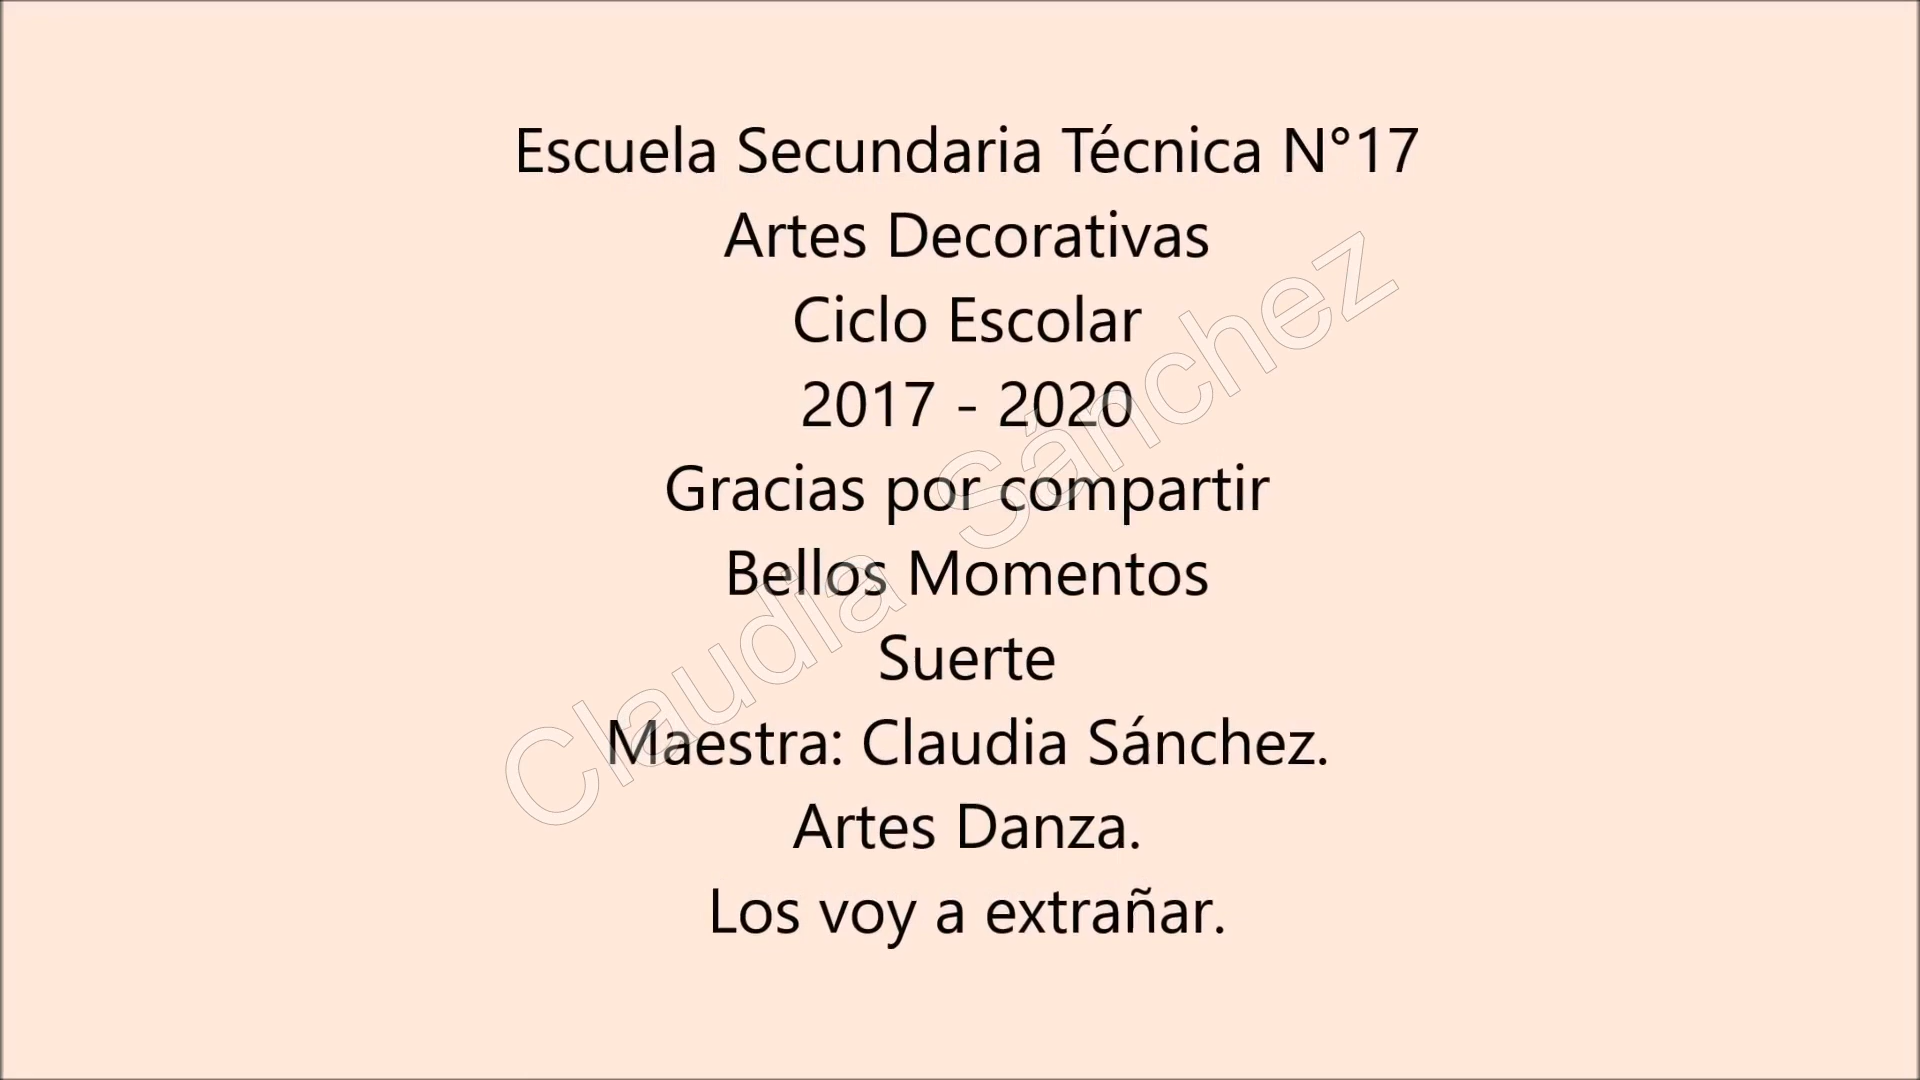 Escuela Secundaria Técnica N°17
Artes Decorativas
Ciclo Escolar
2017 - 2020
Gracias por compartir
Bellos Momentos
Suerte
Maestra: Claudia Sánchez.
Artes Danza.
Los voy a extrañar.
Claudia Sánchez